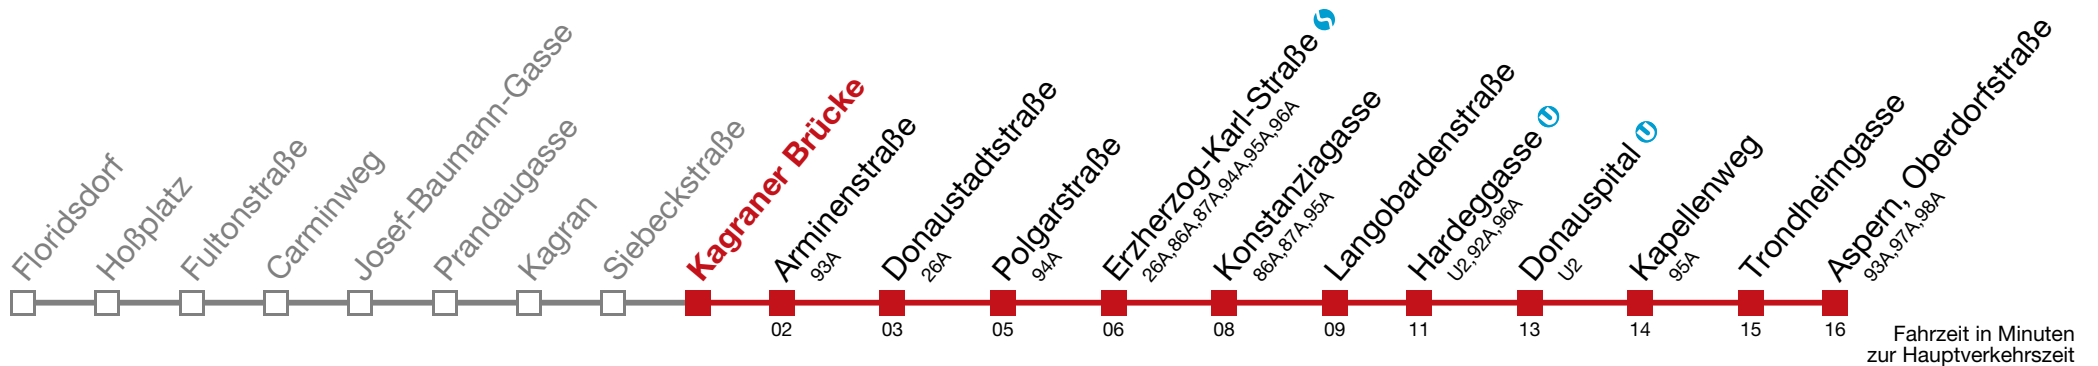 Floridsdorf
Hoßplatz
Fultonstraße
Carminweg
Josef-Baumann-Gasse
Prandaugasse
Kagran
Siebeckstraße
Kagraner Brücke
Arminenstraße
93A
Donaustadtstraße
26A
Polgarstraße
94A
Erzherzog-Karl-Straße
26A,86A,87A,94A,95A,96A
Konstanziagasse
86A,87A,95A
Langobardenstraße
Hardeggasse U
U2,92A,96A
Donauspital U
U2
Kapellenweg
95A
Trondheimgasse
Aspern, Oberdorfstraße
93A,97A,98A
02 03 05 06 08 09 11 13 14 15 16
Fahrzeit in Minuten
zur Hauptverkehrszeit